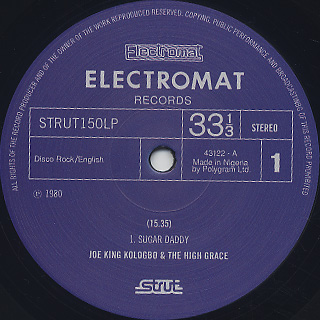 ALL RIGHTS OF THE RECORD PRODUCER AND OF THE OWNER OF THE WORK REPRODUCED RESERVED. COPYING, PUBLIC PERFORMANCE AND BROADCASTING OF THIS RECORD PROHIBITED
Electromat
ELECTROMAT
RECORDS
STRUT150LP
33 1/3
STEREO
Disco Rock/English.
43122 - A
Made in Nigeria
by Polygram Ltd.
1
℗ 1980
(15.35)
1. SUGAR DADDY
JOE KING KOLOGBO & THE HIGH GRACE
strut